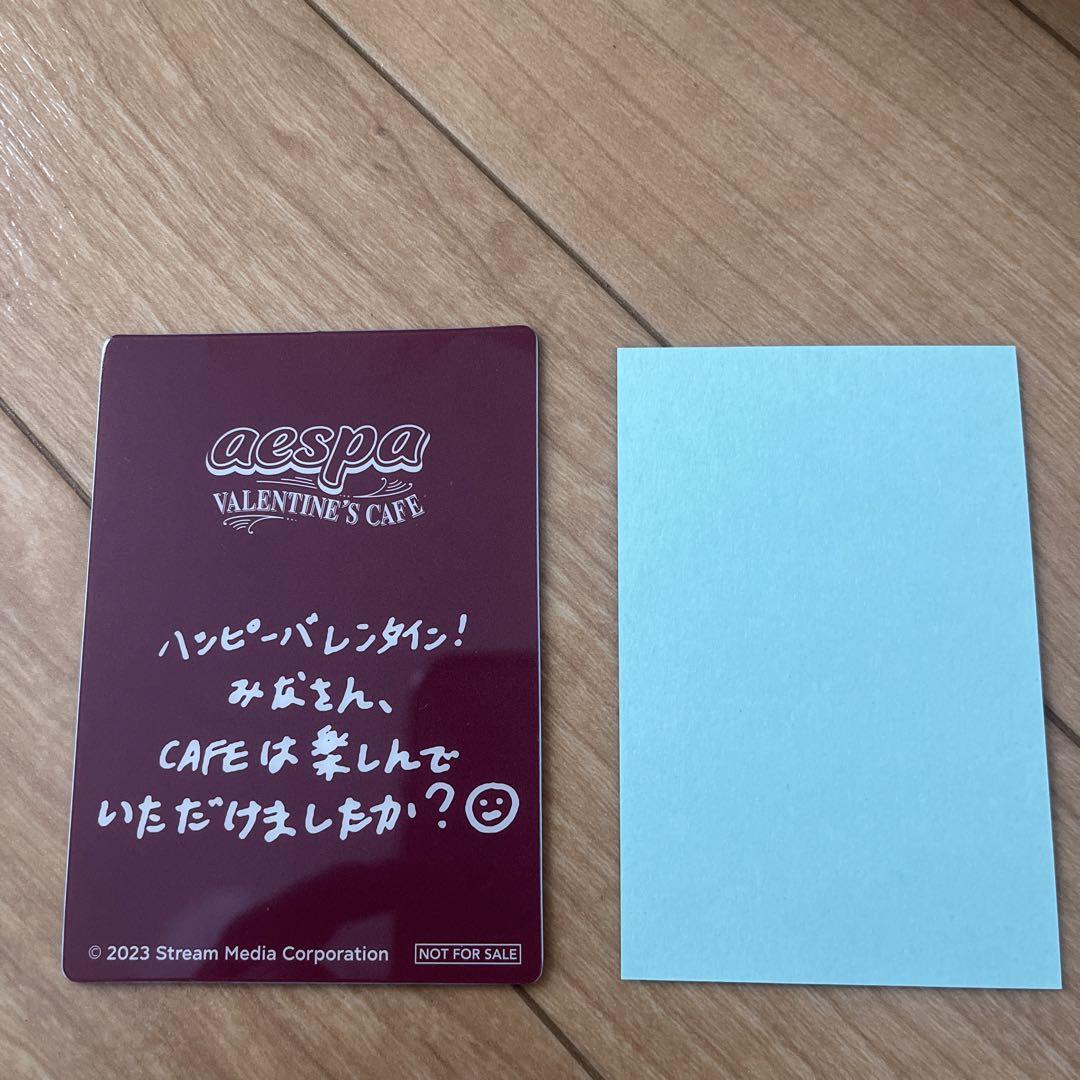 aespa
VALENTINE'S CAFE
ハンピーバレンタイン!
みなさん、
CAFEは楽しんで
いただけましたか?
© 2023 Stream Media Corporation
NOT FOR SALE